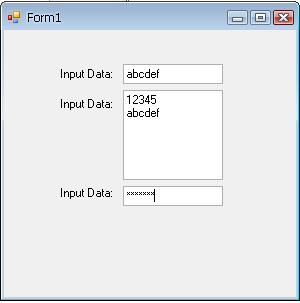 Form1
Input Data: abcdef
Input Data: 12345
abcdef
Input Data: *******